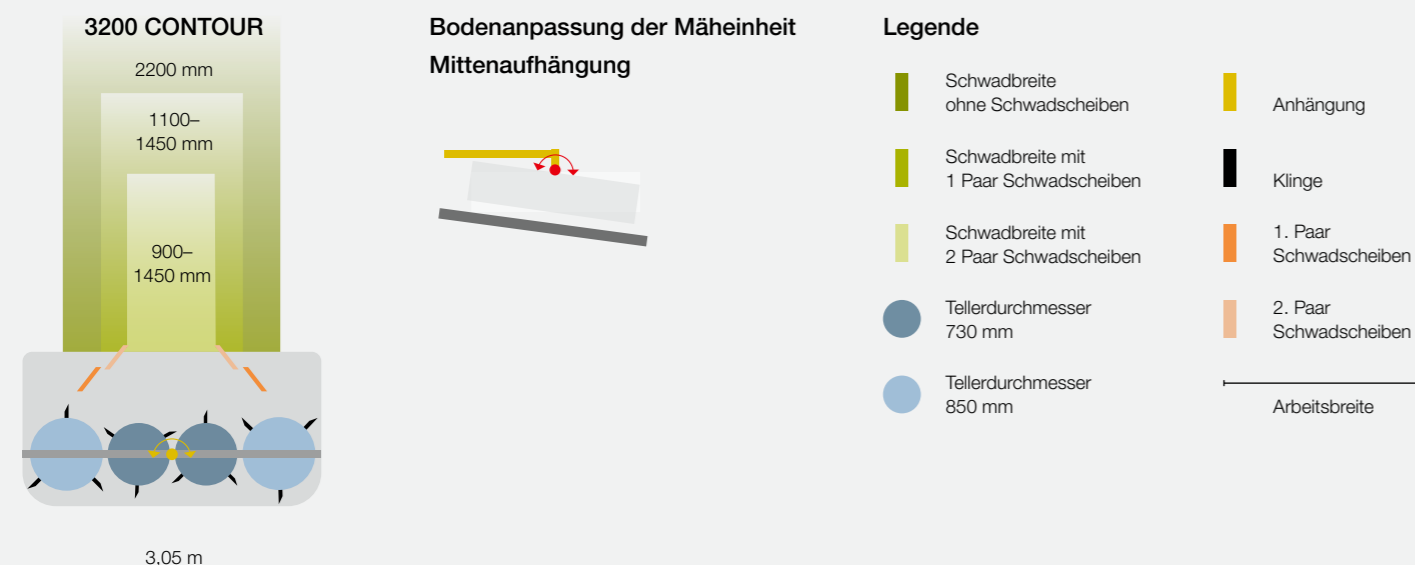 3200 CONTOUR
2200 mm
1100–
1450 mm
900–
1450 mm
3,05 m
Bodenanpassung der Mäheinheit
Mittenaufhängung
Legende
Schwadbreite
ohne Schwadscheiben
Schwadbreite mit
1 Paar Schwadscheiben
Schwadbreite mit
2 Paar Schwadscheiben
Tellerdurchmesser
730 mm
Tellerdurchmesser
850 mm
Anhängung
Klinge
1. Paar
Schwadscheiben
2. Paar
Schwadscheiben
Arbeitsbreite